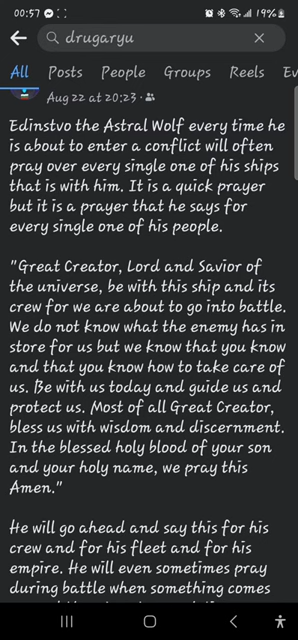 00:57
19%
drugaryu
All Posts People Groups Reels Ev
Aug 22 at 20:23 ·
Edinstvo the Astral Wolf every time he
is about to enter a conflict will often
pray over every single one of his ships
that is with him. It is a quick prayer
but it is a prayer that he says for
every single one of his people.
"Great Creator, Lord and Savior of
the universe, be with this ship and its
crew for we are about to go into battle.
We do not know what the enemy has in
store for us but we know that you know
and that you know how to take care of
us. Be with us today and guide us and
protect us. Most of all Great Creator,
bless us with wisdom and discernment.
In the blessed holy blood of your son
and your holy name, we pray this
Amen."
He will go ahead and say this for his
crew and for his fleet and for his
empire. He will even sometimes pray
during battle when something comes